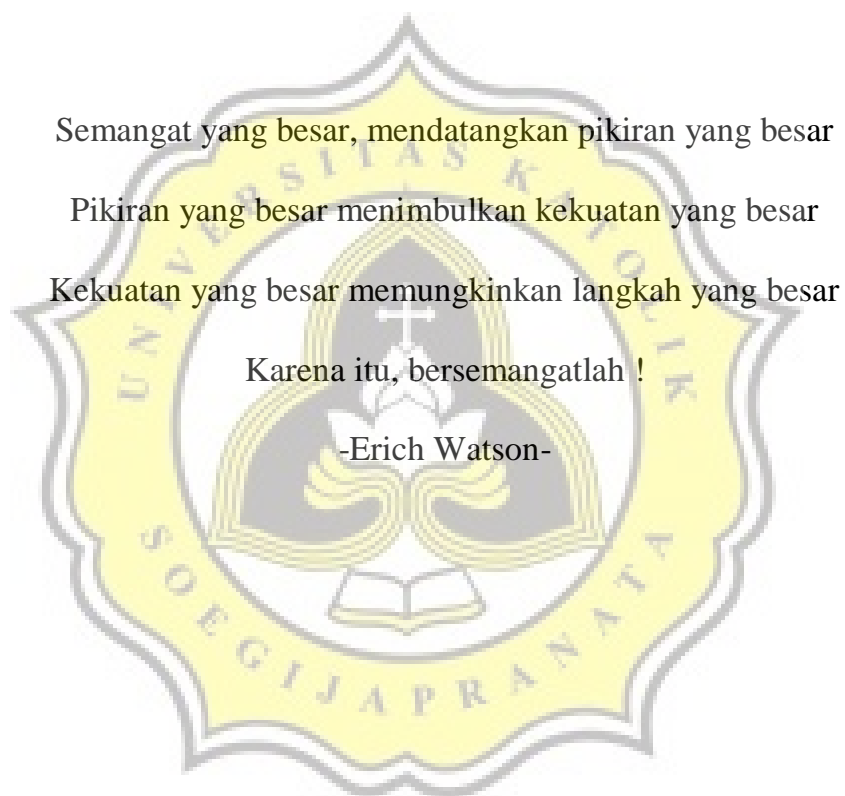 Semangat yang besar, mendatangkan pikiran yang besar
Pikiran yang besar menimbulkan kekuatan yang besar
Kekuatan yang besar memungkinkan langkah yang besar
Karena itu, bersemangatlah !
-Erich Watson-
UNIVERSITAS KATOLIK
SOEGIJAPRANATA